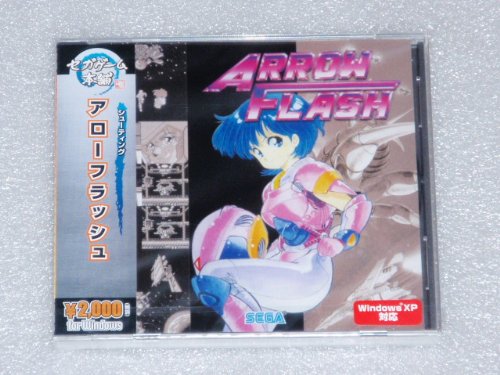 セガゲーム
本舗
シューティング
アローフラッシュ
¥2,000
for Windows
ARROW
FLASH
SEGA
Windows XP
対応